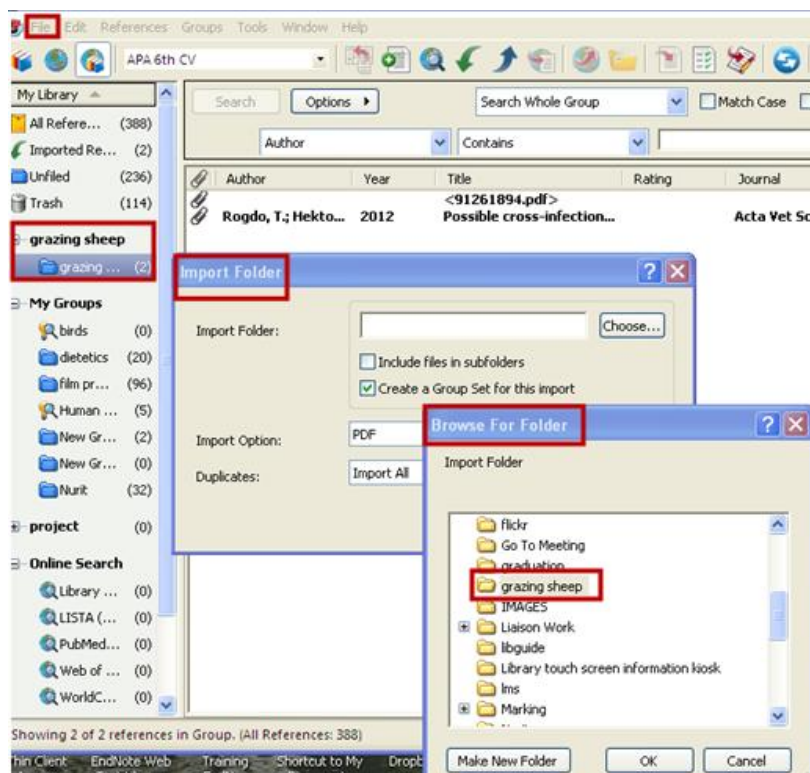 File Edit References Groups Tools Window Help
APA 6th CV
My Library
All Refere... (388)
Imported Re... (2)
Unfiled (236)
Trash (114)
grazing sheep
grazing ... (2)
My Groups
birds (0)
dietetics (20)
film pr... (96)
Human ... (5)
New Gr... (2)
New Gr... (0)
Nurit (32)
project (0)
Online Search
Library ... (0)
LISTA (... (0)
PubMed... (0)
Web of ... (0)
WorldC... (0)
Search Options Search Whole Group Match Case
Author Contains
Author Year Title Rating Journal
<91261894.pdf>
Rogdo, T.; Hekto... 2012 Possible cross-infection... Acta Vet Sc
Import Folder
Import Folder: Choose...
Include files in subfolders
Create a Group Set for this import
Import Option: PDF
Duplicates: Import All
Browse For Folder
Import Folder
flickr
Go To Meeting
graduation
grazing sheep
IMAGES
Liaison Work
libguide
Library touch screen information kiosk
lms
Marking
Make New Folder OK Cancel
Showing 2 of 2 references in Group. (All References: 388)
hin Client EndNote Web Training Shortcut to My Dropb